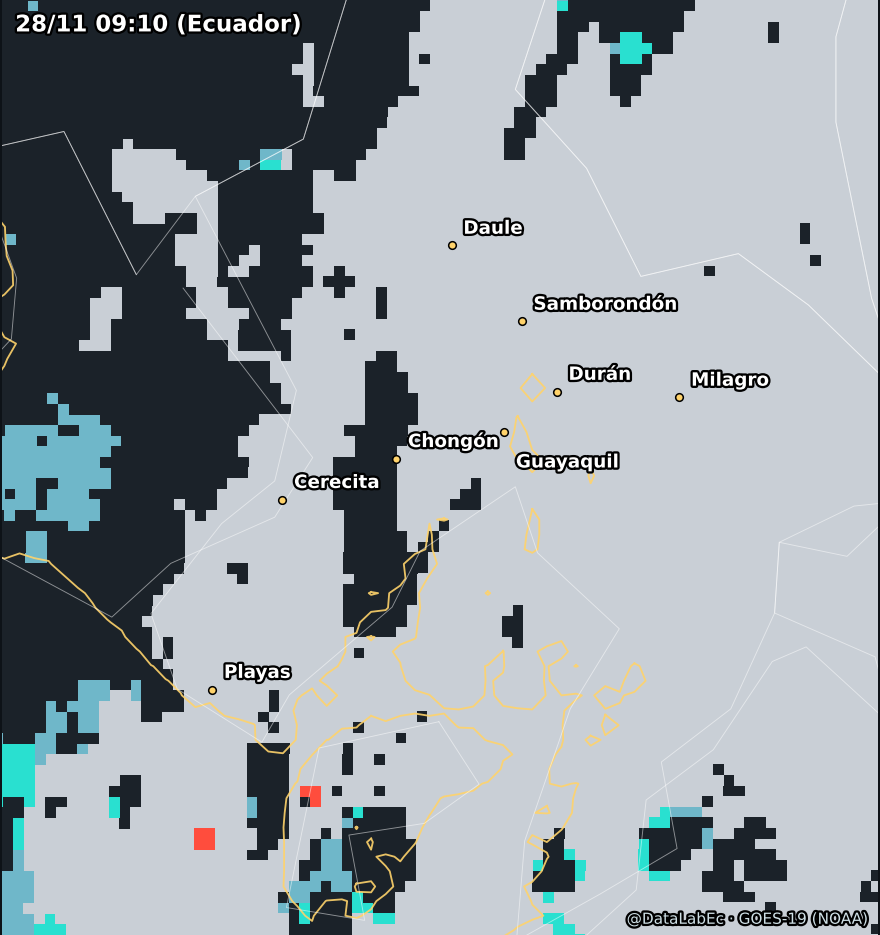 28/11 09:10 (Ecuador)
Daule
Samborondón
Durán
Milagro
Chongón
Guayaquil
Cerecita
Playas
@DataLabEc · GOES-19 (NOAA)